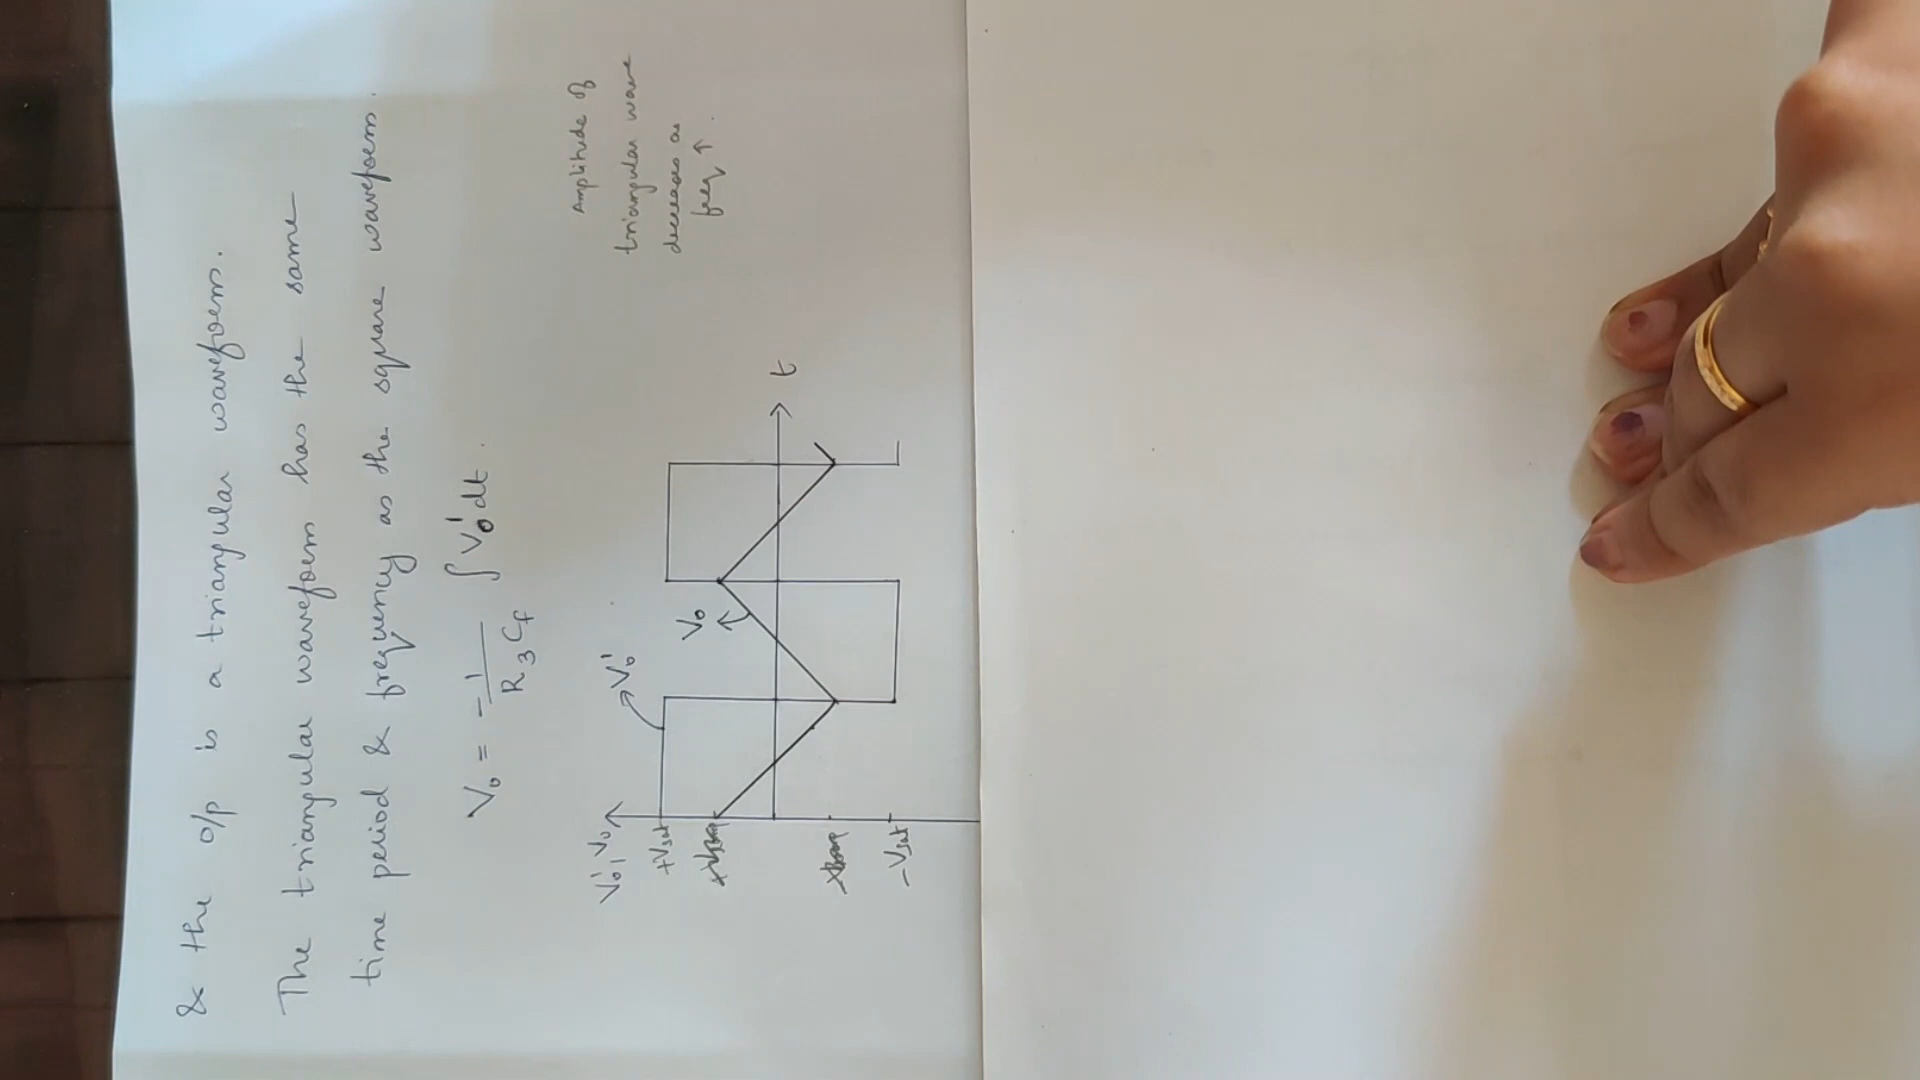 & the o/p is a triangular waveform.
The triangular waveform has the same
time period & frequency as the square waveform.
V₀ = -1/(R₃C_f) ∫ V₀' dt.
Amplitude of
triangular wave
decreases as
freq ↑.
V₀', V₀
V₀'
+Vsat
V₀
t
-Vsat